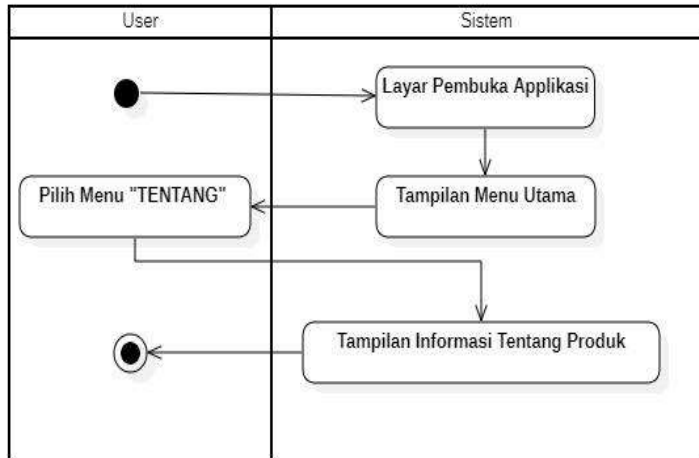 User
Sistem
Layar Pembuka Applikasi
Pilih Menu "TENTANG"
Tampilan Menu Utama
Tampilan Informasi Tentang Produk